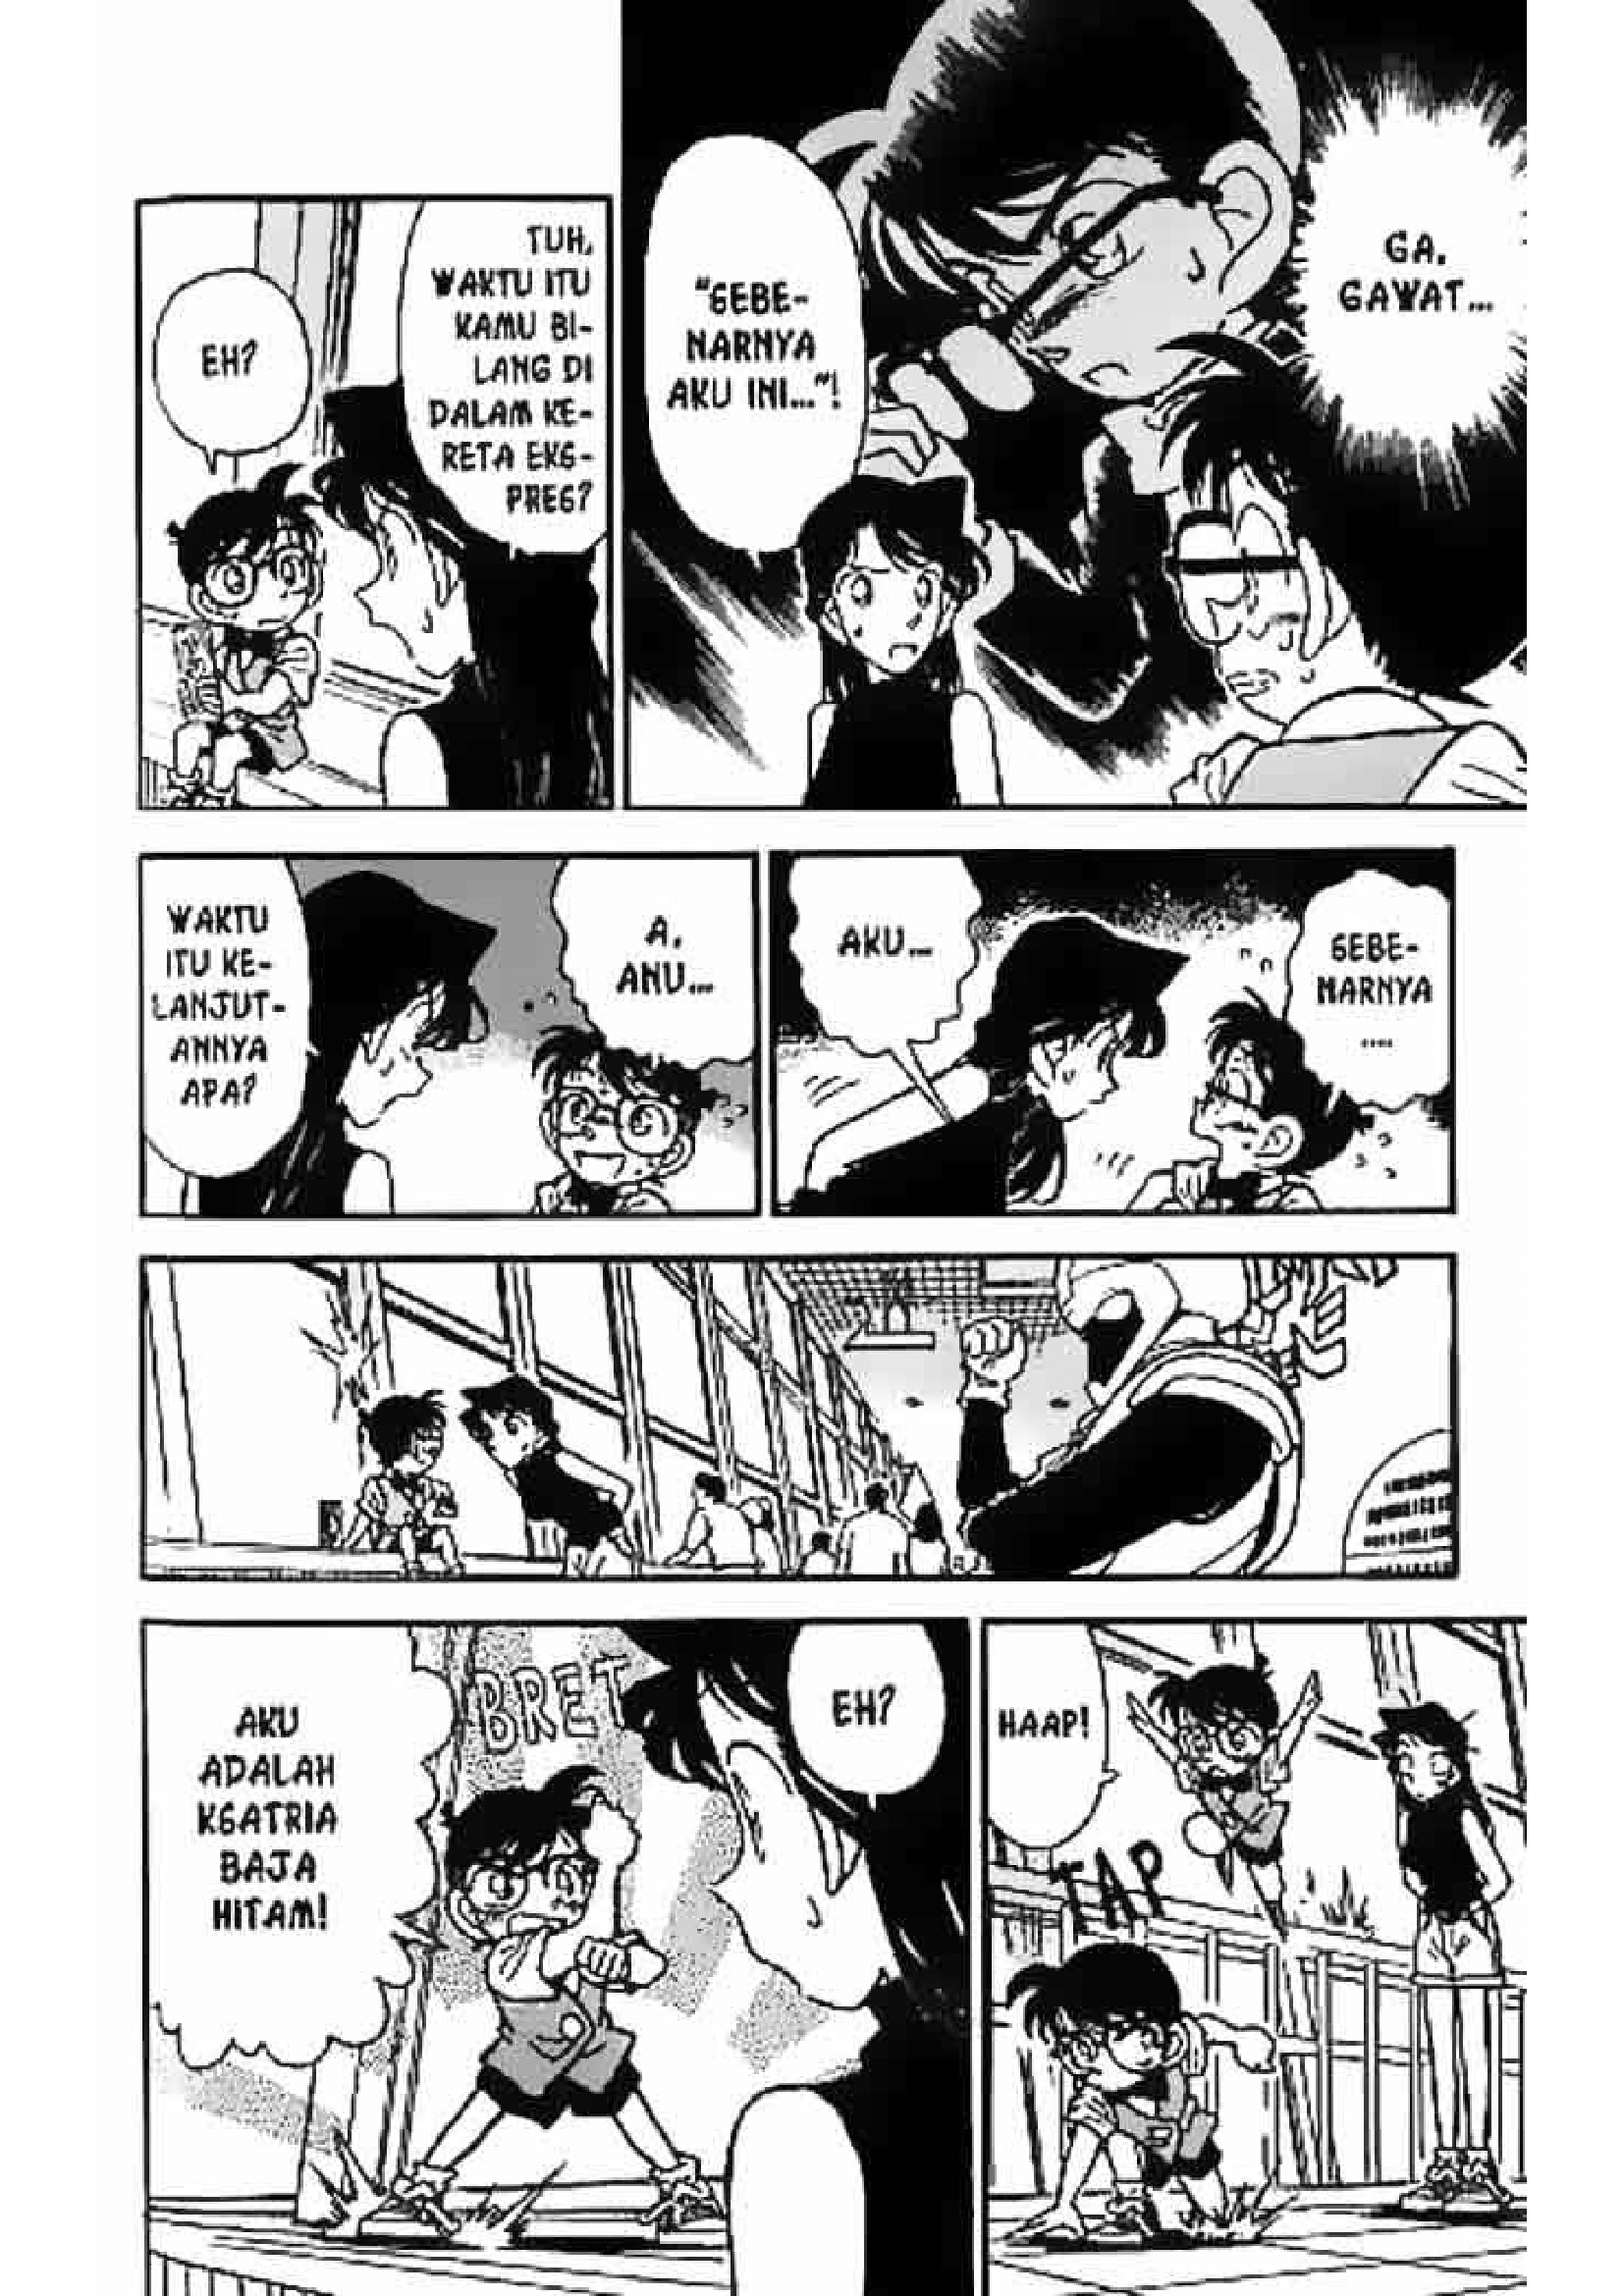 EH?
TUH,
WAKTU ITU
KAMU BI-
LANG DI
DALAM KE-
RETA EKS-
PRES?
"SEBE-
NARNYA
AKU INI..."!
GA,
GAWAT...
WAKTU
ITU KE-
LANJUT-
ANNYA
APA?
A,
ANU...
AKU...
SEBE-
NARNYA
....
AKU
ADALAH
KSATRIA
BAJA
HITAM!
BRET
EH?
HAAP!
TAP